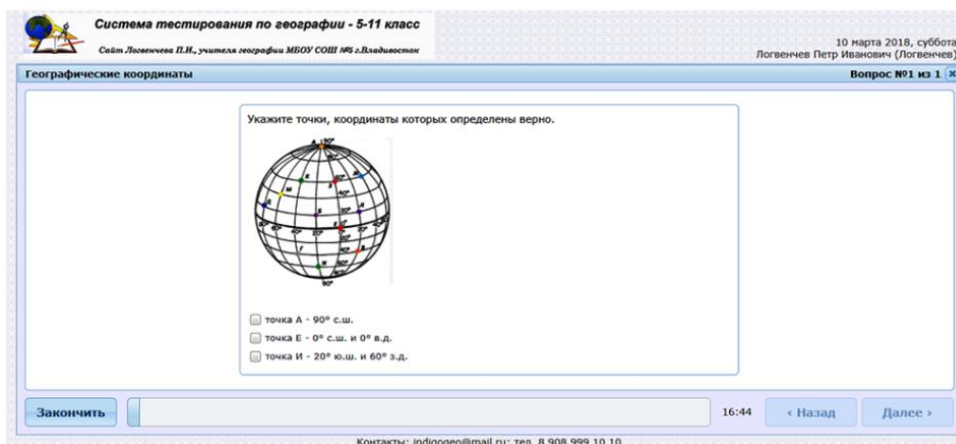 Система тестирования по географии - 5-11 класс
Сайт Логвенчев П.И., учителя географии МБОУ СОШ №5 г.Владивосток
10 марта 2018, суббота
Логвенчев Петр Иванович (Логвенчев)
Географические координаты
Вопрос №1 из 1
Укажите точки, координаты которых определены верно.
точка А - 90° с.ш.
точка Е - 0° с.ш. и 0° в.д.
точка И - 20° ю.ш. и 60° з.д.
Закончить
16:44
‹ Назад
Далее ›
Контакты: indigogeo@mail.ru; тел. 8 908 999 10 10